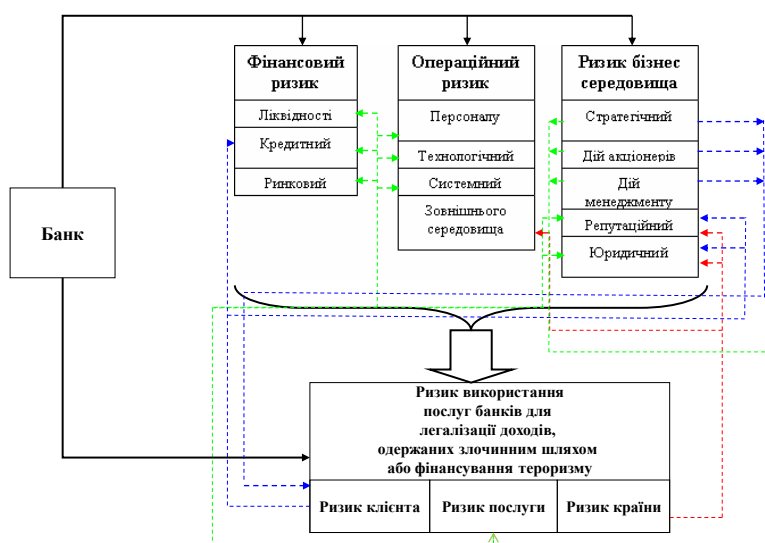 Фінансовий
ризик
Ліквідності
Кредитний
Ринковий
Операційний
ризик
Персоналу
Технологічний
Системний
Зовнішнього
середовища
Ризик бізнес
середовища
Стратегічний
Дій акціонерів
Дій
менеджменту
Репутаційний
Юридичний
Банк
Ризик використання
послуг банків для
легалізації доходів,
одержаних злочинним шляхом
або фінансування тероризму
Ризик клієнта
Ризик послуги
Ризик країни